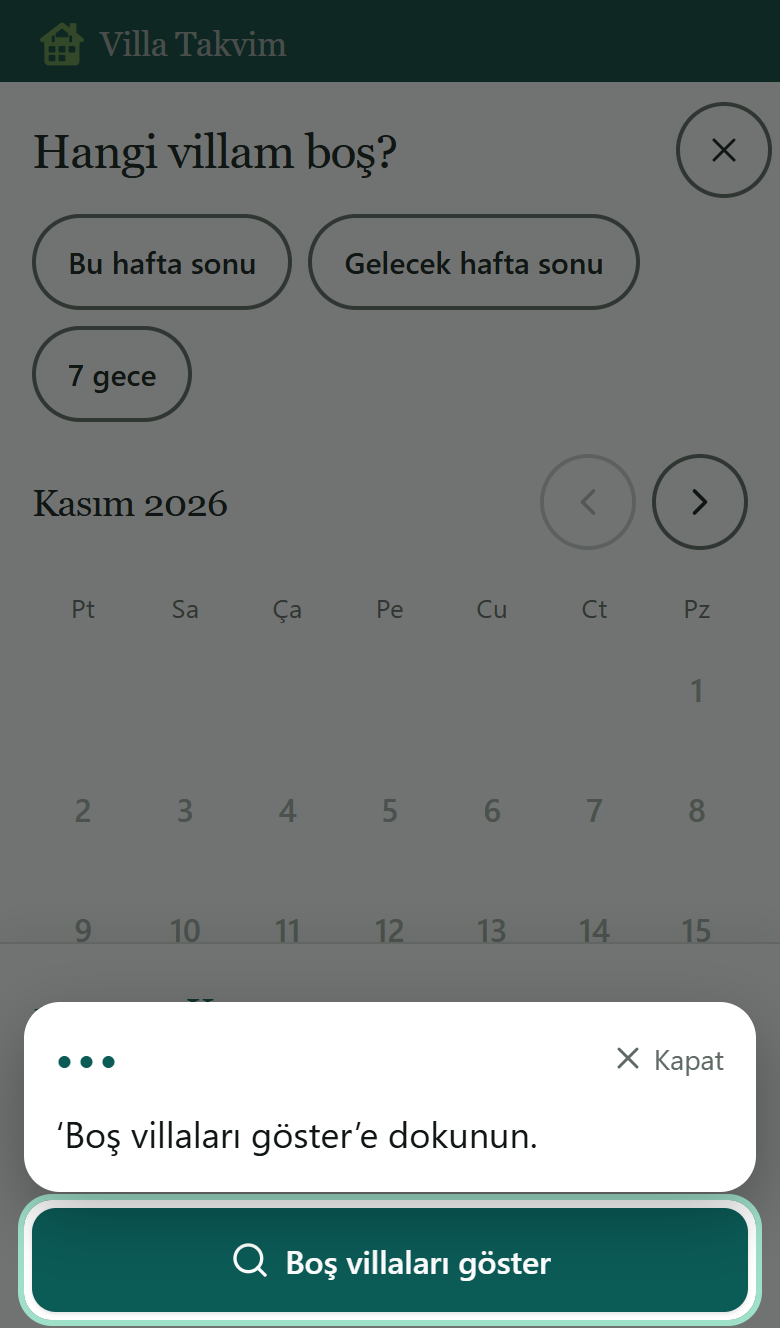 Villa Takvim
Hangi villam boş?
Bu hafta sonu
Gelecek hafta sonu
7 gece
Kasım 2026
Pt Sa Ça Pe Cu Ct Pz
1
2 3 4 5 6 7 8
9 10 11 12 13 14 15
Kapat
‘Boş villaları göster’e dokunun.
Boş villaları göster